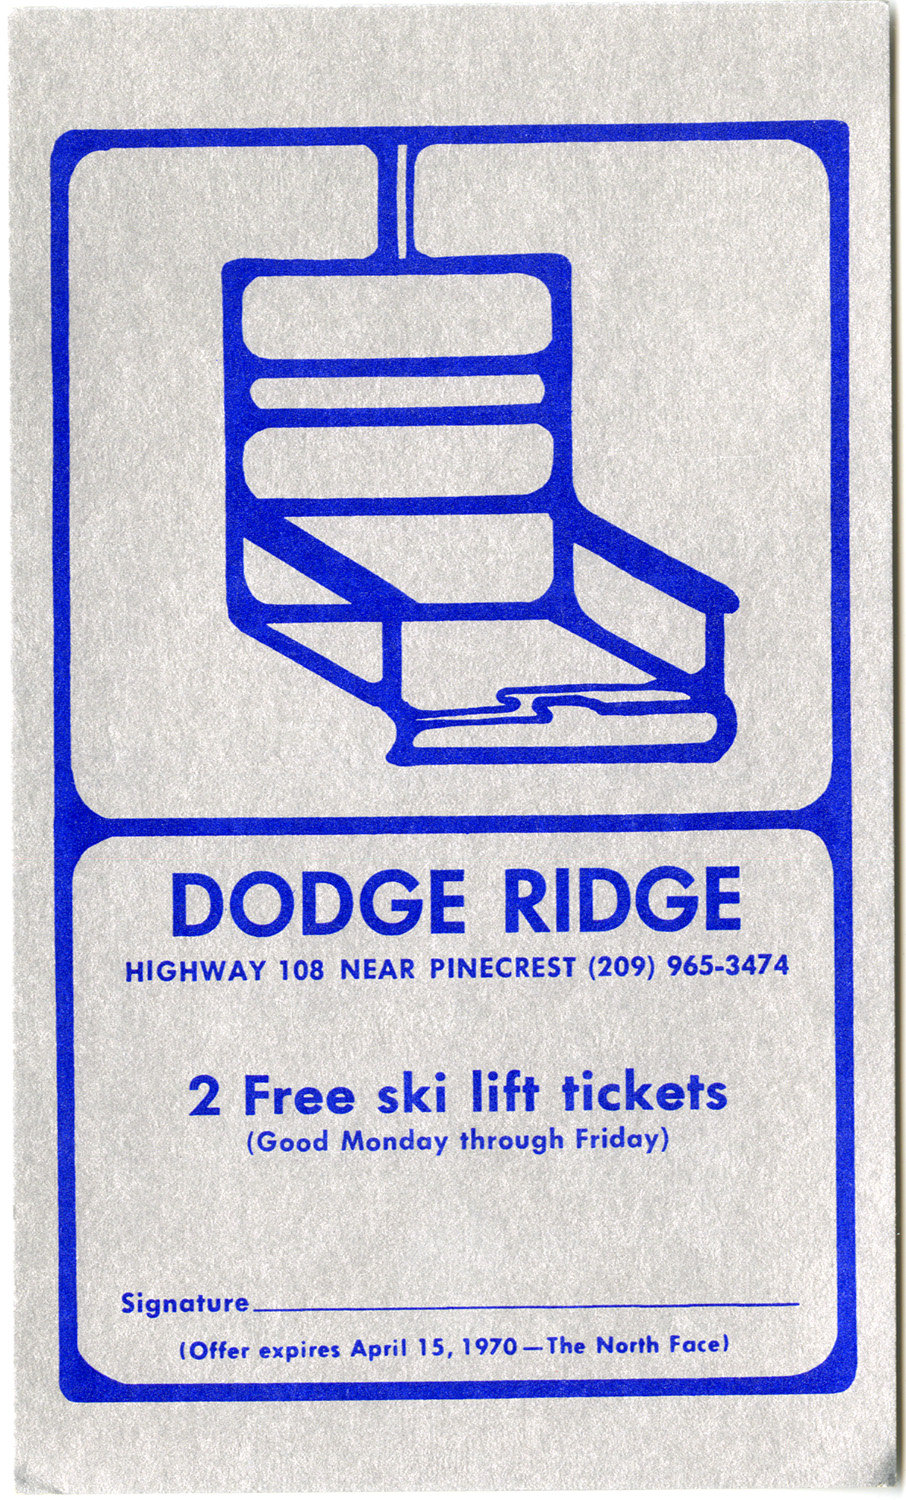 DODGE RIDGE
HIGHWAY 108 NEAR PINECREST (209) 965-3474
2 Free ski lift tickets
(Good Monday through Friday)
Signature
(Offer expires April 15, 1970—The North Face)